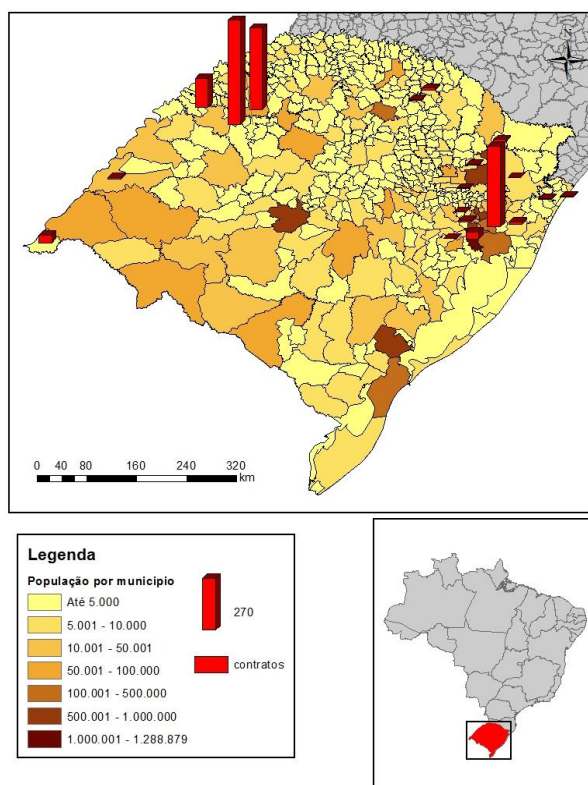 N
0 20 40 80 160 240 320
km
Legenda
População por municipio
Até 5.000
5.001 - 10.000
10.001 - 50.001
50.001 - 100.000
100.001 - 500.000
500.001 - 1.000.000
1.000.001 - 1.288.879
270
contratos